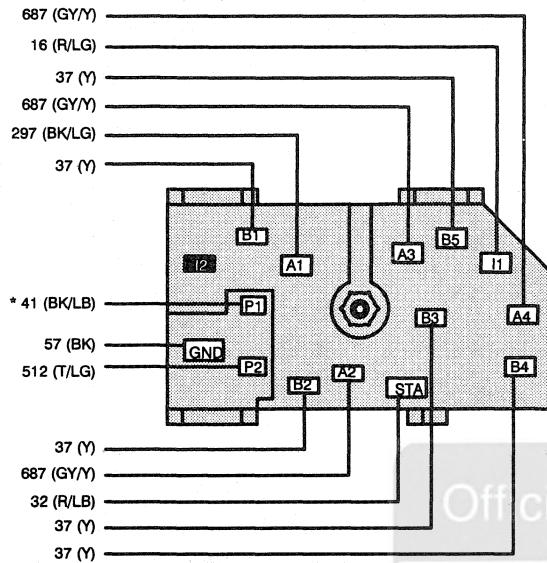 687 (GY/Y)
16 (R/LG)
37 (Y)
687 (GY/Y)
297 (BK/LG)
37 (Y)
B1
B5
I2
A1
A3
I1
* 41 (BK/LB)
P1
B3
A4
57 (BK)
GND
512 (T/LG)
P2
B2
A2
STA
B4
37 (Y)
687 (GY/Y)
32 (R/LB)
37 (Y)
37 (Y)